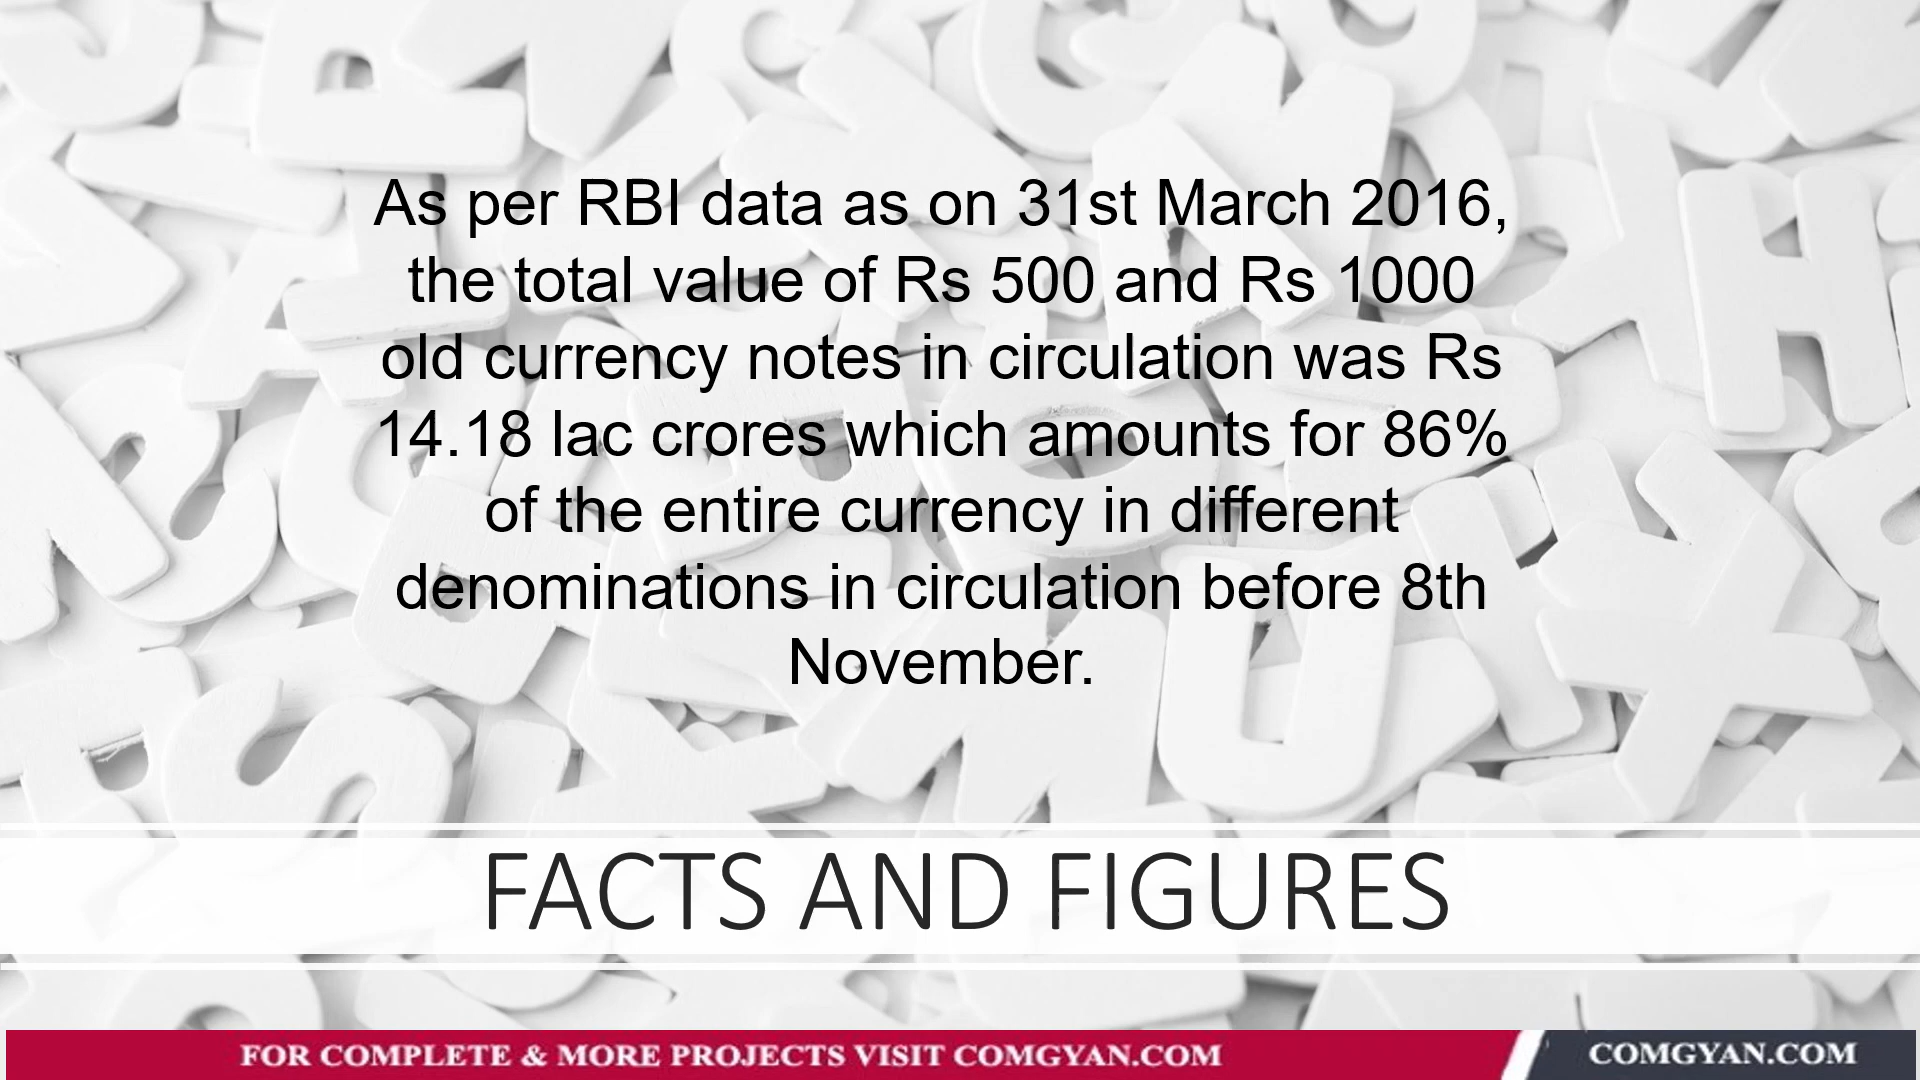 As per RBI data as on 31st March 2016,
the total value of Rs 500 and Rs 1000
old currency notes in circulation was Rs
14.18 lac crores which amounts for 86%
of the entire currency in different
denominations in circulation before 8th
November.
FACTS AND FIGURES
FOR COMPLETE & MORE PROJECTS VISIT COMGYAN.COM
COMGYAN.COM